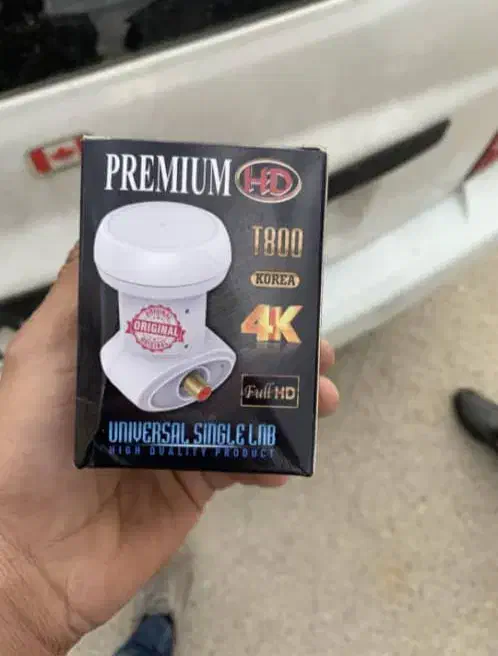 PREMIUM HD
T800
KOREA
4K
ORIGINAL
Full HD
UNIVERSAL SINGLE LNB
HIGH QUALITY PRODUCT